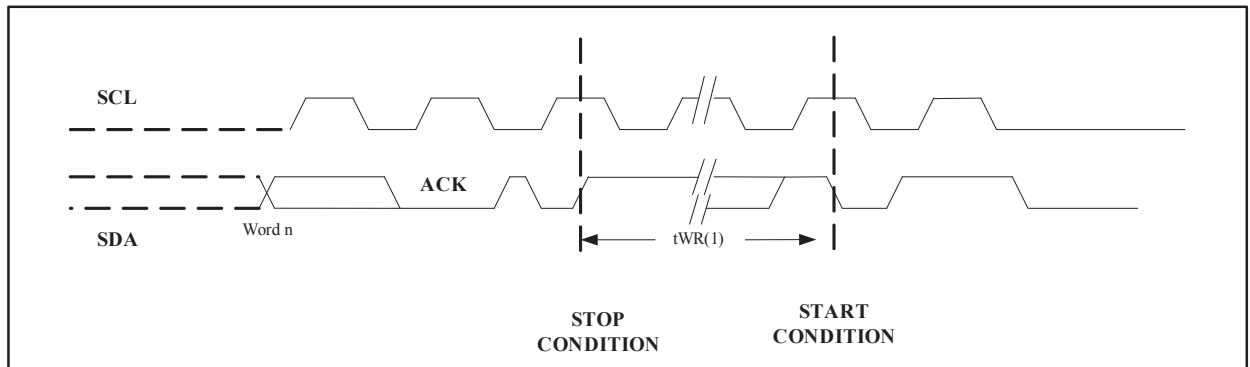 SCL
ACK
Word n
SDA
tWR(1)
STOP
CONDITION
START
CONDITION